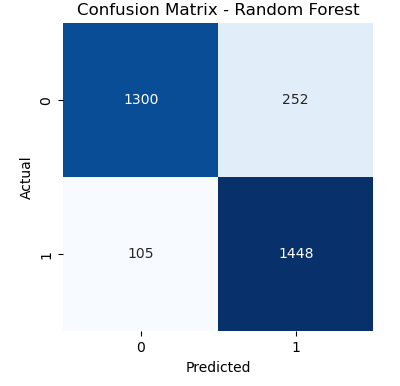 Confusion Matrix - Random Forest
0
1300
252
Actual
1
105
1448
0
1
Predicted